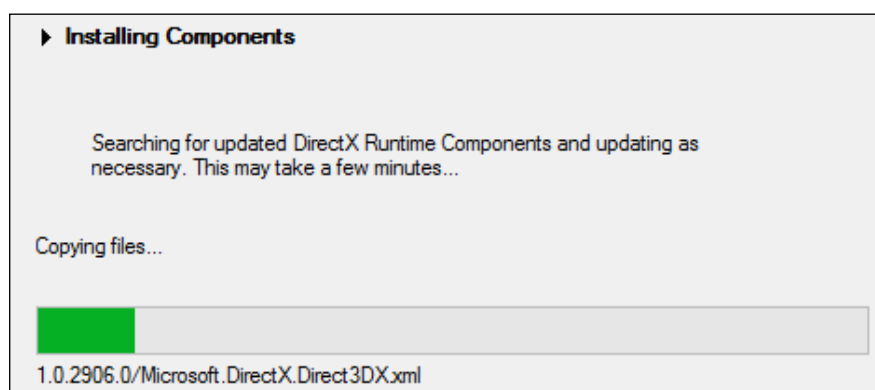 Installing Components
Searching for updated DirectX Runtime Components and updating as
necessary. This may take a few minutes...
Copying files...
1.0.2906.0/Microsoft.DirectX.Direct3DX.xml